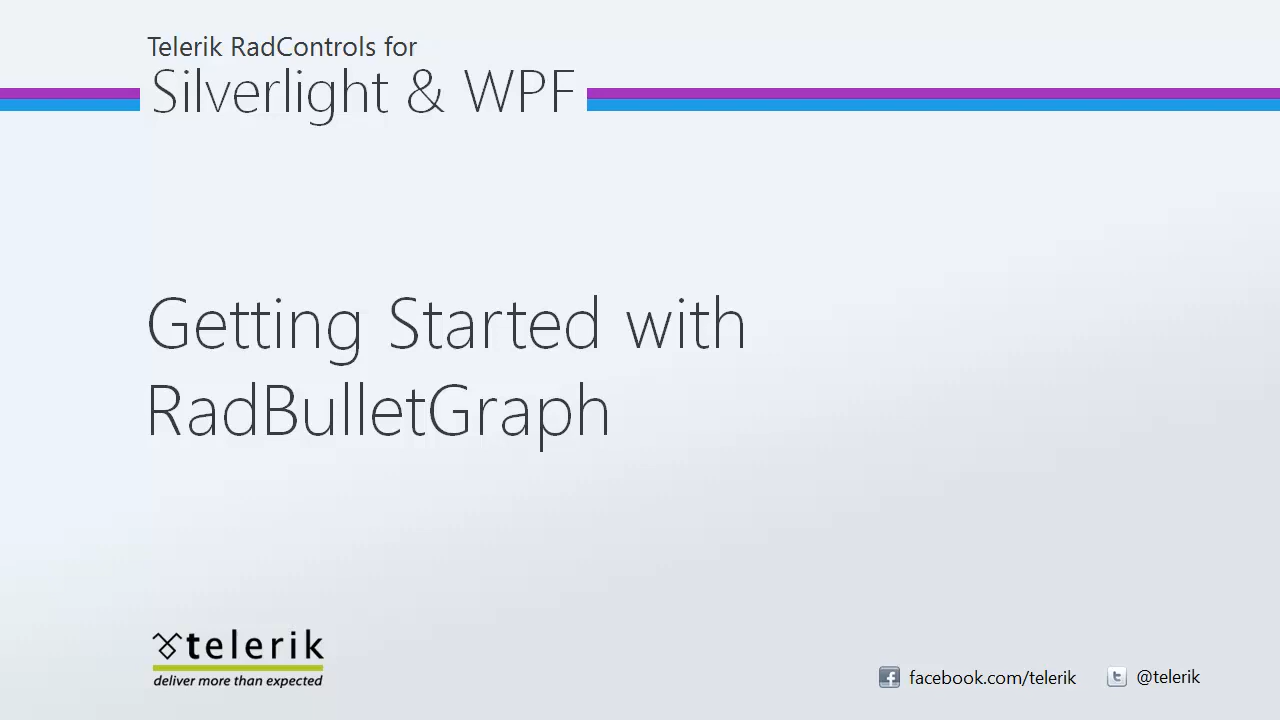 Telerik RadControls for
Silverlight & WPF
Getting Started with
RadBulletGraph
telerik
deliver more than expected
facebook.com/telerik
@telerik